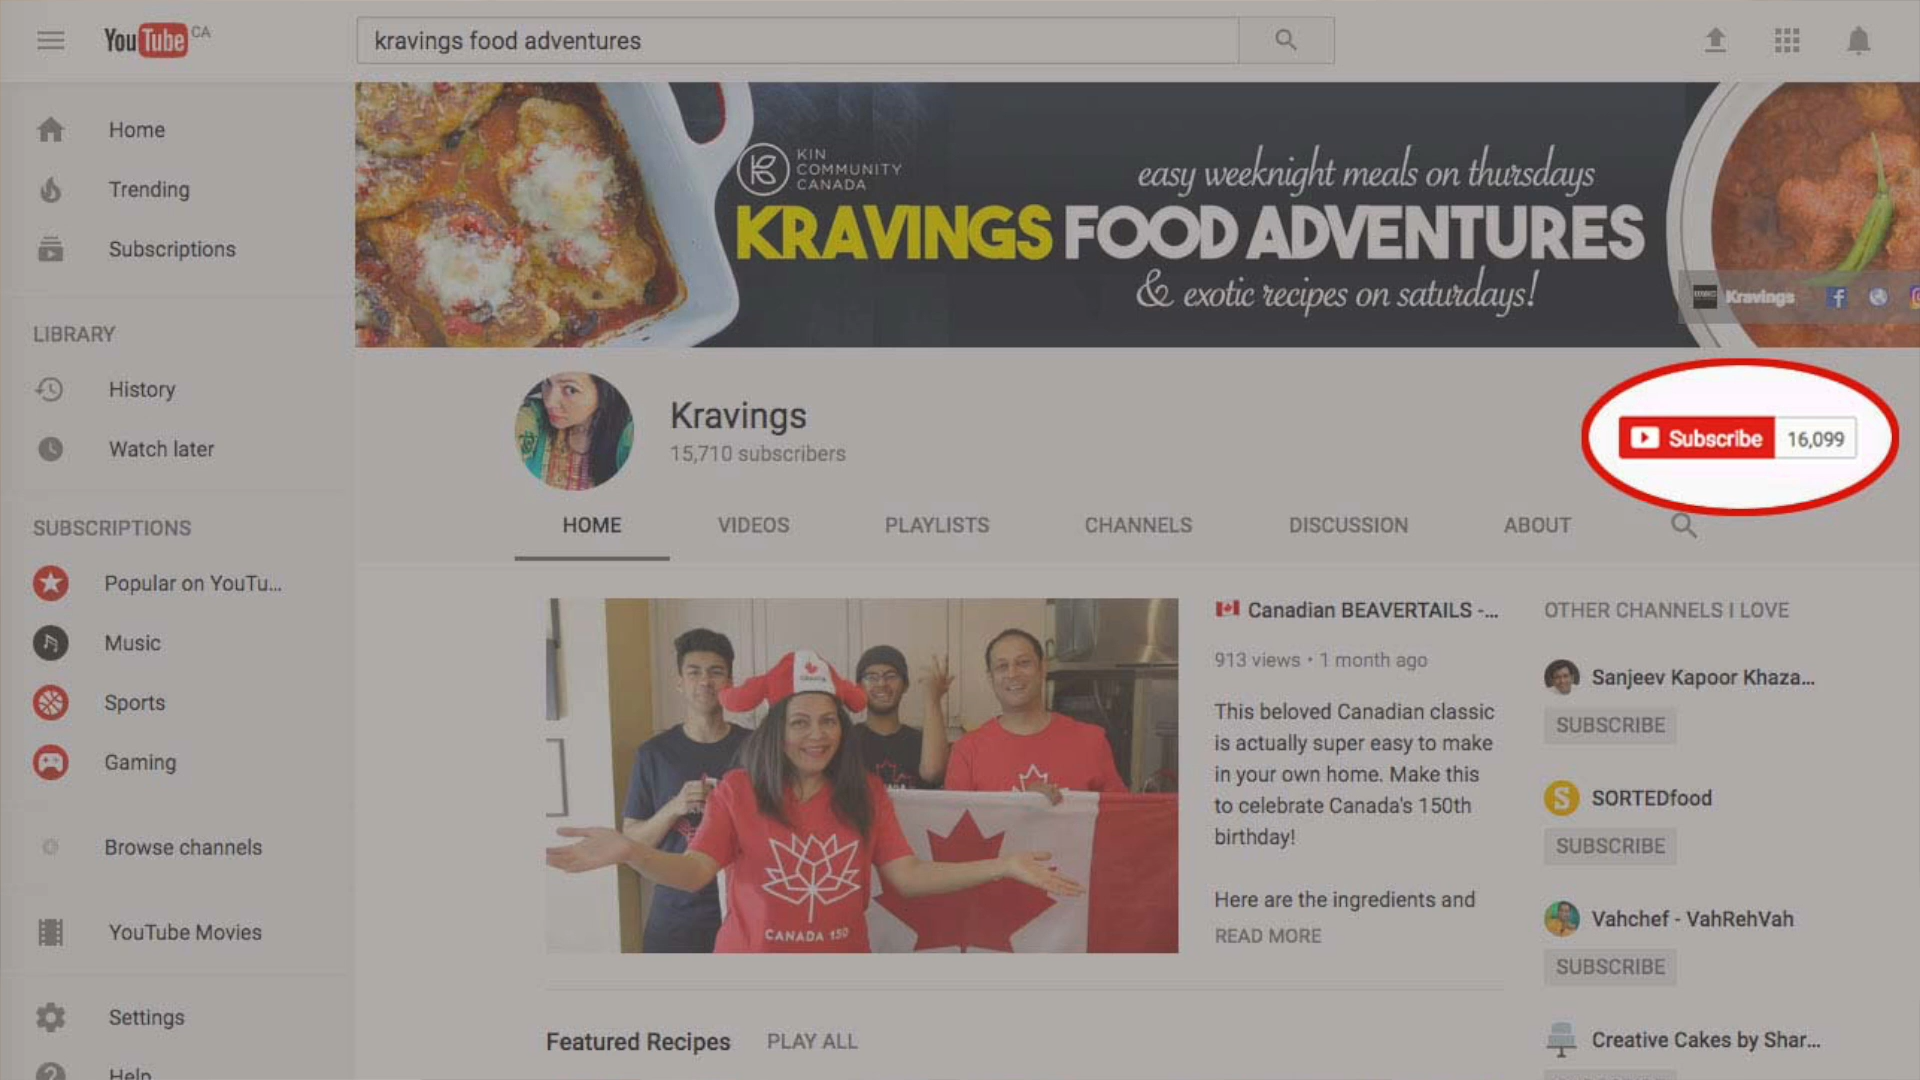 YouTube CA
kravings food adventures
Home
Trending
Subscriptions
LIBRARY
History
Watch later
SUBSCRIPTIONS
Popular on YouTu...
Music
Sports
Gaming
Browse channels
YouTube Movies
Settings
Help
KIN
COMMUNITY
CANADA
easy weeknight meals on thursdays
KRAVINGS FOOD ADVENTURES
& exotic recipes on saturdays!
Kravings
Kravings
15,710 subscribers
Subscribe 16,099
HOME VIDEOS PLAYLISTS CHANNELS DISCUSSION ABOUT
CANADA 150
Canadian BEAVERTAILS -...
913 views • 1 month ago
This beloved Canadian classic
is actually super easy to make
in your own home. Make this
to celebrate Canada's 150th
birthday!
Here are the ingredients and
READ MORE
OTHER CHANNELS I LOVE
Sanjeev Kapoor Khaza...
SUBSCRIBE
SORTEDfood
SUBSCRIBE
Vahchef - VahRehVah
SUBSCRIBE
Creative Cakes by Shar...
Featured Recipes PLAY ALL